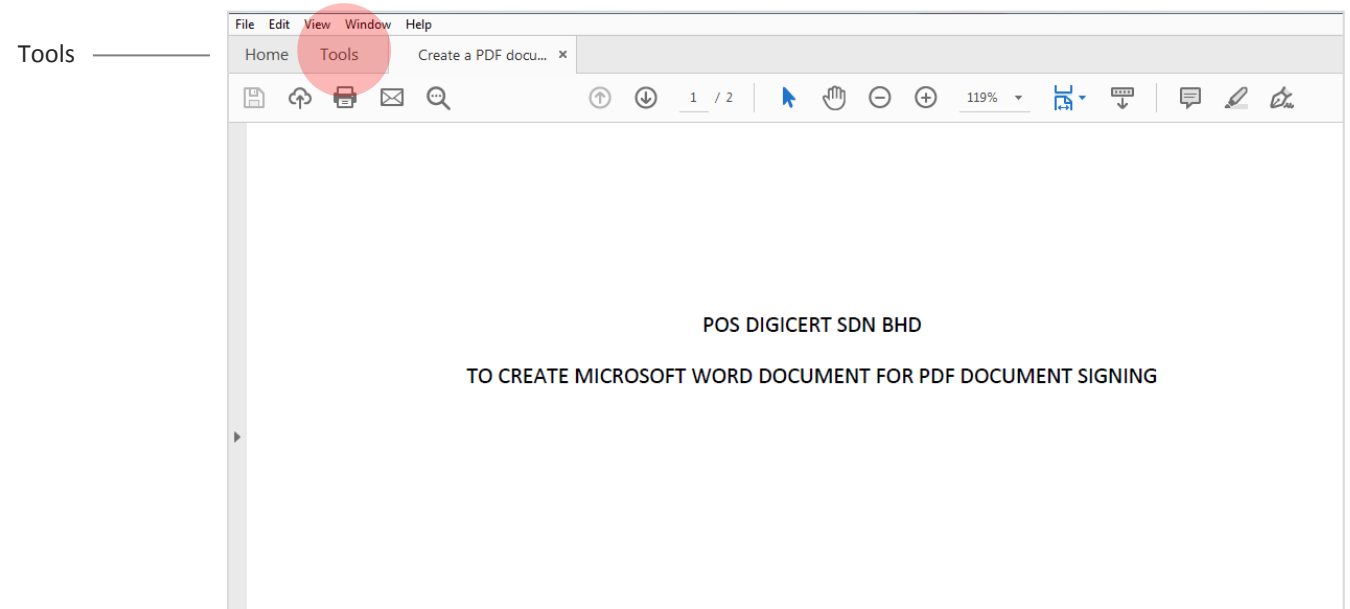 File Edit View Window Help
Tools
Home Tools Create a PDF docu... ×
1 / 2 119%
POS DIGICERT SDN BHD
TO CREATE MICROSOFT WORD DOCUMENT FOR PDF DOCUMENT SIGNING